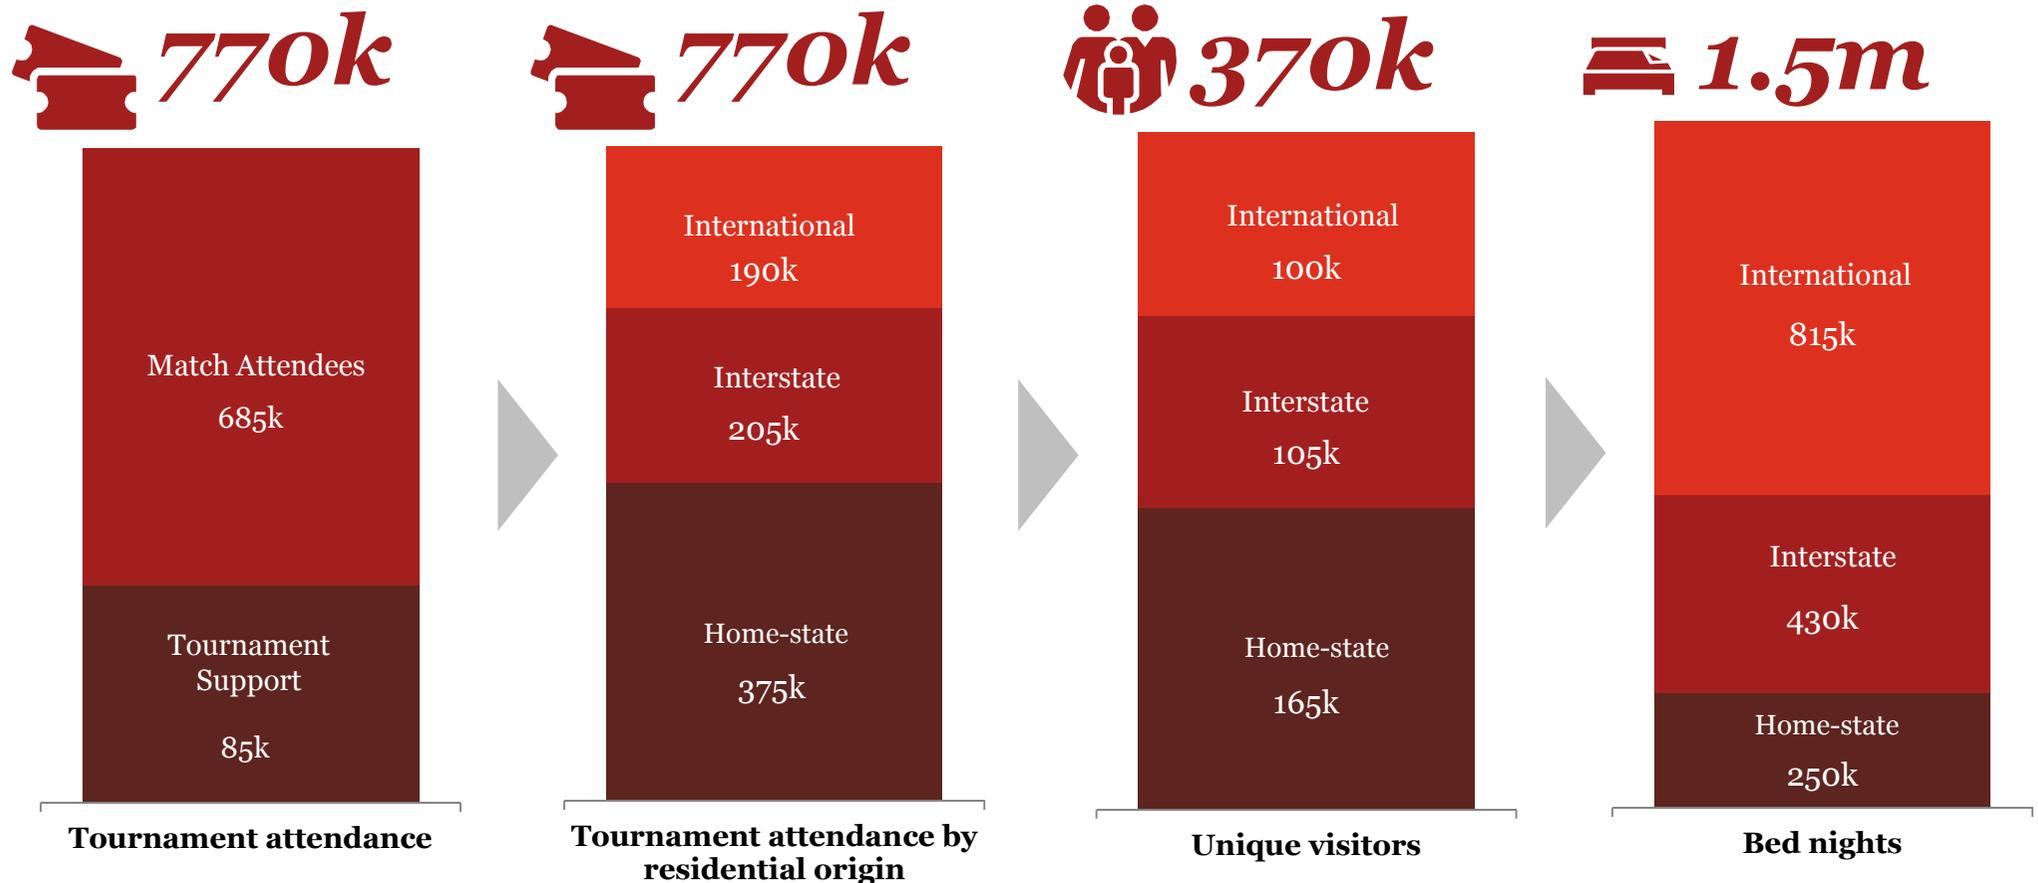 770k
Match Attendees
685k
Tournament
Support
85k
Tournament attendance
770k
International
190k
Interstate
205k
Home-state
375k
Tournament attendance by
residential origin
370k
International
100k
Interstate
105k
Home-state
165k
Unique visitors
1.5m
International
815k
Interstate
430k
Home-state
250k
Bed nights